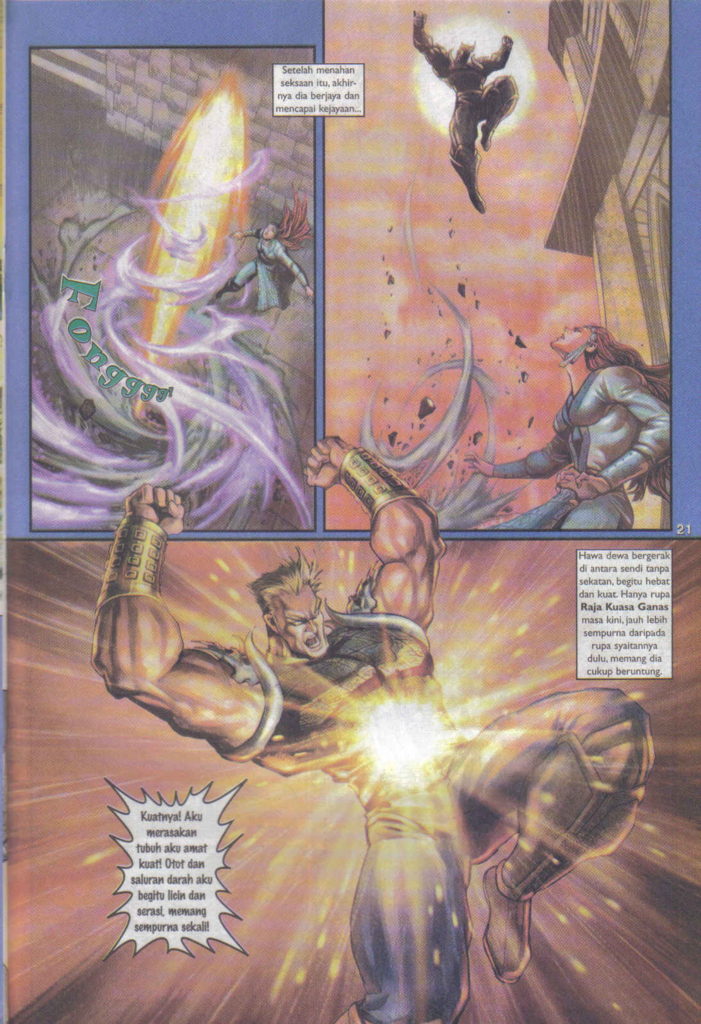 Setelah menahan
seksaan itu, akhir-
nya dia berjaya dan
mencapai kejayaan...
Fongggg!
21
Hawa dewa bergerak
di antara sendi tanpa
sekatan, begitu hebat
dan kuat. Hanya rupa
Raja Kuasa Ganas
masa kini, jauh lebih
sempurna daripada
rupa syaitannya
dulu, memang dia
cukup beruntung.
Kuatnya! Aku
merasakan
tubuh aku amat
kuat! Otot dan
saluran darah aku
begitu licin dan
serasi, memang
sempurna sekali!